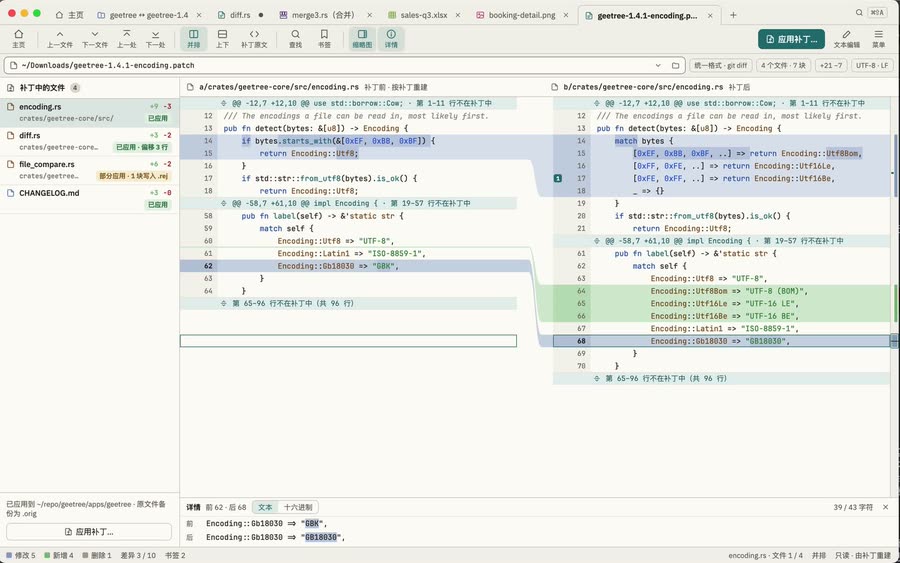 主页
geetree ↔ geetree-1.4
diff.rs
merge3.rs（合并）
sales-q3.xlsx
booking-detail.png
geetree-1.4.1-encoding.p…
主页
上一文件
下一文件
上一处
下一处
并排
上下
补丁原文
查找
书签
缩略图
详情
应用补丁…
文本编辑
菜单
~/Downloads/geetree-1.4.1-encoding.patch
统一格式 · git diff
4 个文件 · 7 块
+21 −7
UTF-8 · LF
补丁中的文件 4
encoding.rs +9 -3
crates/geetree-core/src/ 已应用
diff.rs +3 -2
crates/geetree-core… 已应用 · 偏移 3 行
file_compare.rs +6 -2
crates/geetree… 部分应用 · 1 块写入 .rej
CHANGELOG.md +3 -0
已应用
已应用到 ~/repo/geetree/apps/geetree · 原文件备份为 .orig
应用补丁…
a/crates/geetree-core/src/encoding.rs 补丁前 · 按补丁重建
@@ -12,7 +12,10 @@ use std::borrow::Cow; · 第 1–11 行不在补丁中
12 /// The encodings a file can be read in, most likely first.
13 pub fn detect(bytes: &[u8]) -> Encoding {
14 if bytes.starts_with(&[0xEF, 0xBB, 0xBF]) {
15 return Encoding::Utf8;
16 }
17 if std::str::from_utf8(bytes).is_ok() {
18 return Encoding::Utf8;
@@ -58,7 +61,10 @@ impl Encoding { · 第 19–57 行不在补丁中
58 pub fn label(self) -> &'static str {
59 match self {
60 Encoding::Utf8 => "UTF-8",
61 Encoding::Latin1 => "ISO-8859-1",
62 Encoding::Gb18030 => "GBK",
63 }
64 }
第 65–96 行不在补丁中（共 96 行）
b/crates/geetree-core/src/encoding.rs 补丁后
@@ -12,7 +12,10 @@ use std::borrow::Cow; · 第 1–11 行不在补丁中
12 /// The encodings a file can be read in, most likely first.
13 pub fn detect(bytes: &[u8]) -> Encoding {
14 match bytes {
15 [0xEF, 0xBB, 0xBF, ..] => return Encoding::Utf8Bom,
16 [0xFF, 0xFE, ..] => return Encoding::Utf16Le,
1 17 [0xFE, 0xFF, ..] => return Encoding::Utf16Be,
18 _ => {}
19 }
20 if std::str::from_utf8(bytes).is_ok() {
21 return Encoding::Utf8;
@@ -58,7 +61,10 @@ impl Encoding { · 第 19–57 行不在补丁中
61 pub fn label(self) -> &'static str {
62 match self {
63 Encoding::Utf8 => "UTF-8",
64 Encoding::Utf8Bom => "UTF-8 (BOM)",
65 Encoding::Utf16Le => "UTF-16 LE",
66 Encoding::Utf16Be => "UTF-16 BE",
67 Encoding::Latin1 => "ISO-8859-1",
68 Encoding::Gb18030 => "GB18030",
69 }
70 }
第 65–96 行不在补丁中（共 96 行）
详情 前 62 · 后 68 文本 十六进制 39 / 43 字符
前 Encoding::Gb18030 => "GBK",
后 Encoding::Gb18030 => "GB18030",
修改 5 新增 4 删除 1 差异 3 / 10 书签 2
encoding.rs · 文件 1 / 4 并排 只读 · 由补丁重建